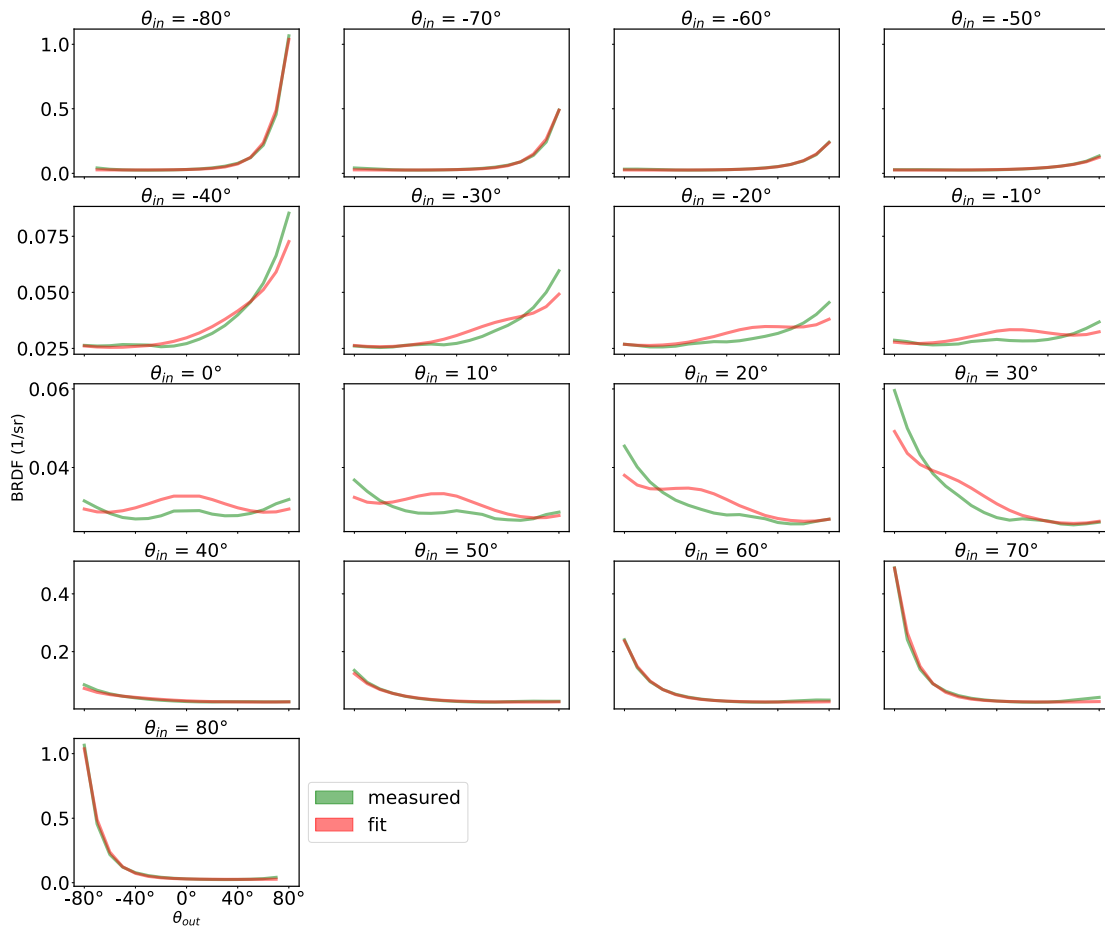 θin = -80° θin = -70° θin = -60° θin = -50°
1.0
0.5
0.0
θin = -40° θin = -30° θin = -20° θin = -10°
0.075
0.050
0.025
BRDF (1/sr)
θin = 0° θin = 10° θin = 20° θin = 30°
0.06
0.04
θin = 40° θin = 50° θin = 60° θin = 70°
0.4
0.2
θin = 80°
1.0
0.5
0.0
measured
fit
-80° -40° 0° 40° 80°
θout